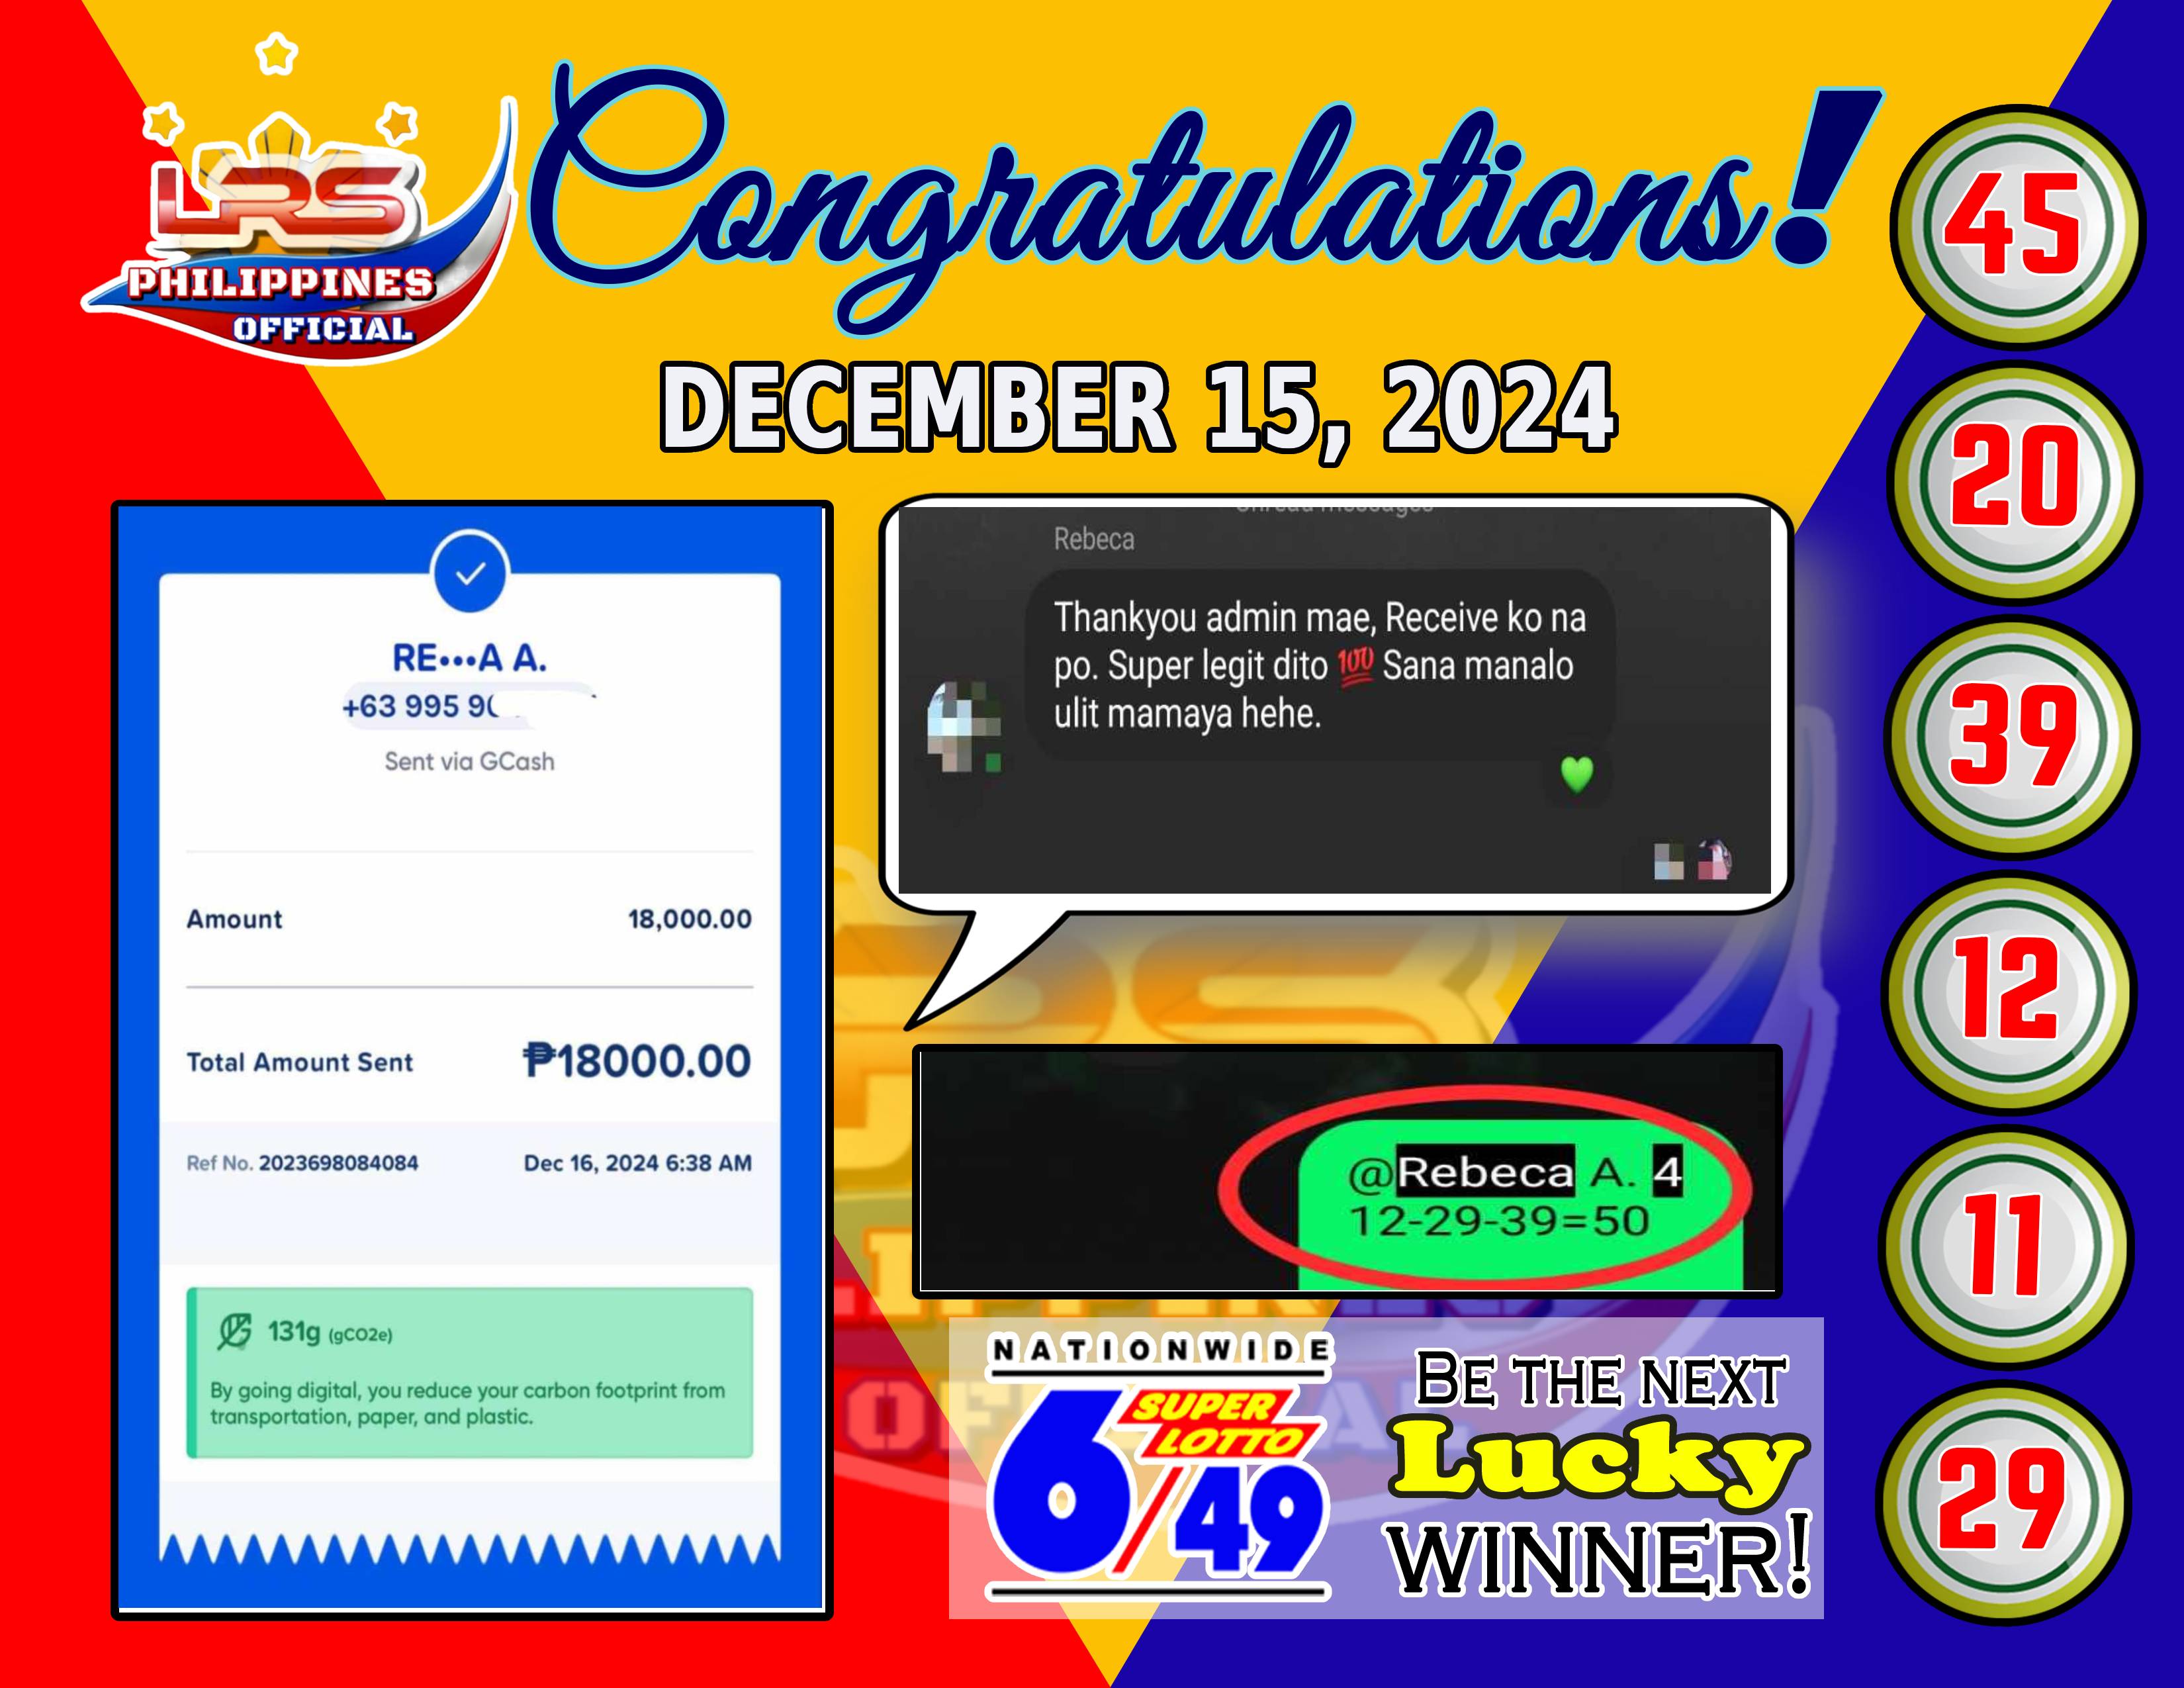 LRS
PHILIPPINES
OFFICIAL
Congratulations!
DECEMBER 15, 2024
RE•••A A.
+63 995 9
Sent via GCash
Amount 18,000.00
Total Amount Sent ₱18000.00
Ref No. 2023698084084 Dec 16, 2024 6:38 AM
131g (gCO2e)
By going digital, you reduce your carbon footprint from
transportation, paper, and plastic.
Rebeca
Thankyou admin mae, Receive ko na
po. Super legit dito 💯 Sana manalo
ulit mamaya hehe.
@Rebeca A. 4
12-29-39=50
NATIONWIDE
SUPER
LOTTO
6/49
BE THE NEXT
Lucky
WINNER!
45
20
39
12
11
29